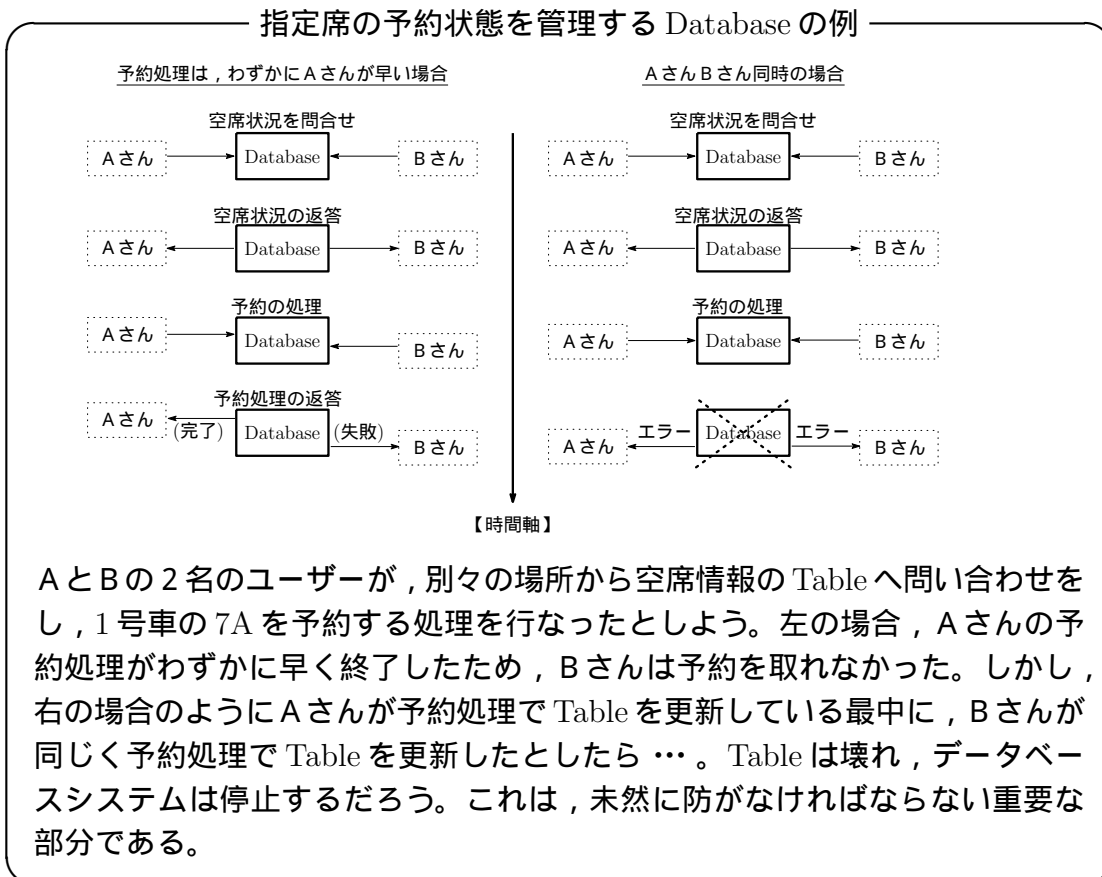 指定席の予約状態を管理する Database の例
予約処理は，わずかにＡさんが早い場合
空席状況を問合せ
Ａさん Database Ｂさん
空席状況の返答
Ａさん Database Ｂさん
予約の処理
Ａさん Database Ｂさん
予約処理の返答
Ａさん (完了) Database (失敗) Ｂさん
ＡさんＢさん同時の場合
空席状況を問合せ
Ａさん Database Ｂさん
空席状況の返答
Ａさん Database Ｂさん
予約の処理
Ａさん Database Ｂさん
Ａさん エラー Database エラー Ｂさん
【時間軸】
ＡとＢの２名のユーザーが，別々の場所から空席情報の Table へ問い合わせを
し，1 号車の 7A を予約する処理を行なったとしよう。左の場合，Ａさんの予
約処理がわずかに早く終了したため，Ｂさんは予約を取れなかった。しかし，
右の場合のようにＡさんが予約処理で Table を更新している最中に，Ｂさんが
同じく予約処理で Table を更新したとしたら … 。Table は壊れ，データベー
スシステムは停止するだろう。これは，未然に防がなければならない重要な
部分である。